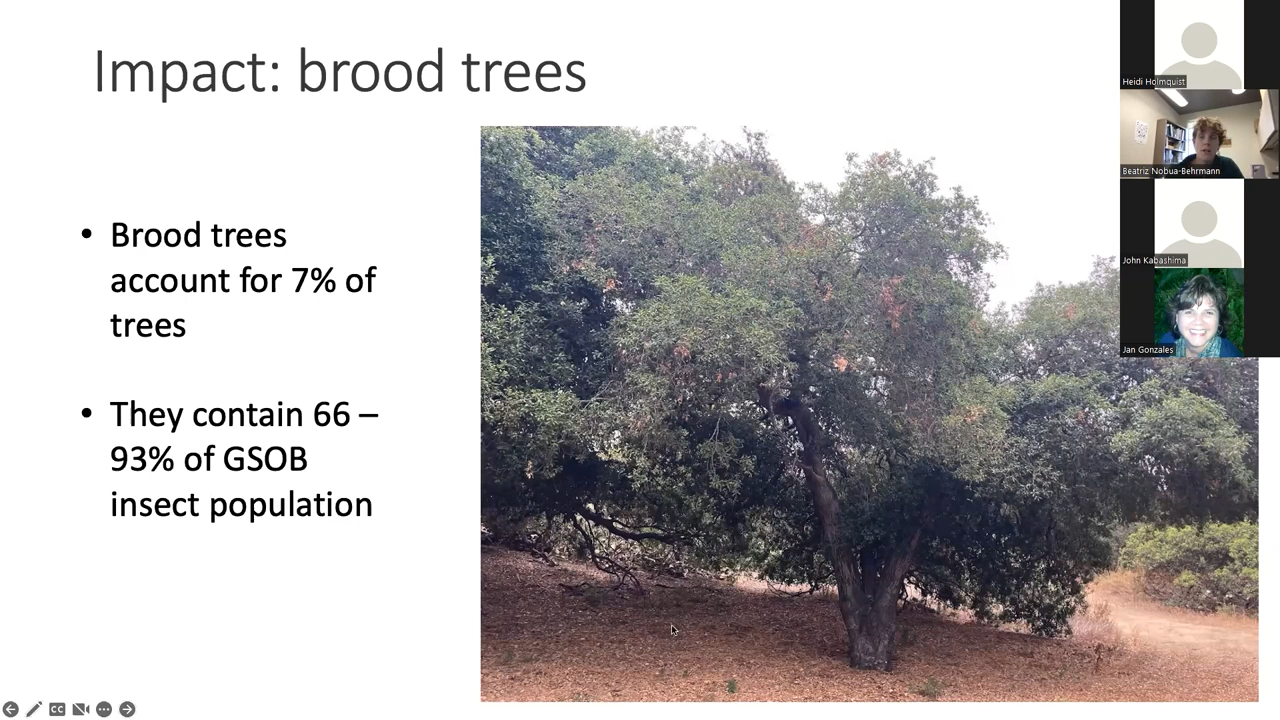 Impact: brood trees
• Brood trees
account for 7% of
trees
• They contain 66 –
93% of GSOB
insect population
Heidi Holmquist
Beatriz Nobua-Behrmann
John Kabashima
Jan Gonzales
CC